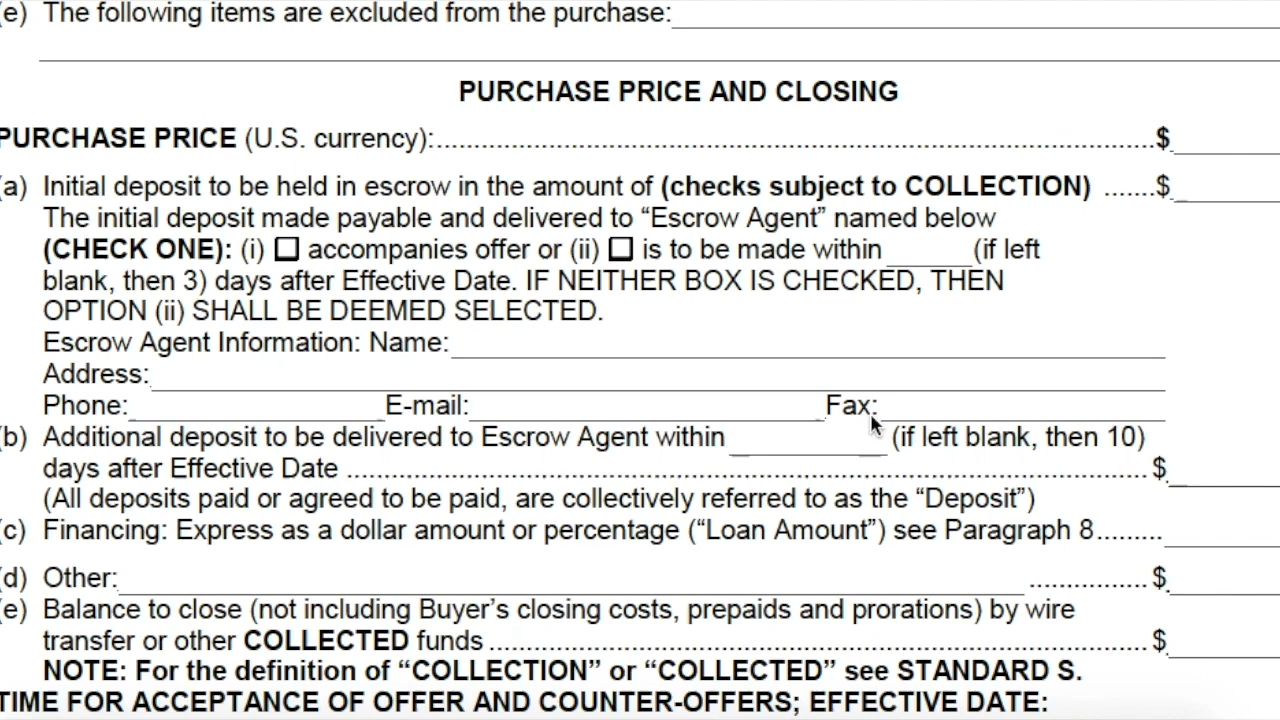 (e) The following items are excluded from the purchase:
PURCHASE PRICE AND CLOSING
PURCHASE PRICE (U.S. currency):..........$
(a) Initial deposit to be held in escrow in the amount of (checks subject to COLLECTION) .......$
The initial deposit made payable and delivered to “Escrow Agent” named below
(CHECK ONE): (i) ☐ accompanies offer or (ii) ☐ is to be made within______(if left
blank, then 3) days after Effective Date. IF NEITHER BOX IS CHECKED, THEN
OPTION (ii) SHALL BE DEEMED SELECTED.
Escrow Agent Information: Name:
Address:
Phone:__________E-mail:__________Fax:
(b) Additional deposit to be delivered to Escrow Agent within__________(if left blank, then 10)
days after Effective Date ..........$
(All deposits paid or agreed to be paid, are collectively referred to as the “Deposit”)
(c) Financing: Express as a dollar amount or percentage (“Loan Amount”) see Paragraph 8.........
(d) Other:__________ ................$
(e) Balance to close (not including Buyer’s closing costs, prepaids and prorations) by wire
transfer or other COLLECTED funds ..........$
NOTE: For the definition of “COLLECTION” or “COLLECTED” see STANDARD S.
TIME FOR ACCEPTANCE OF OFFER AND COUNTER-OFFERS; EFFECTIVE DATE: